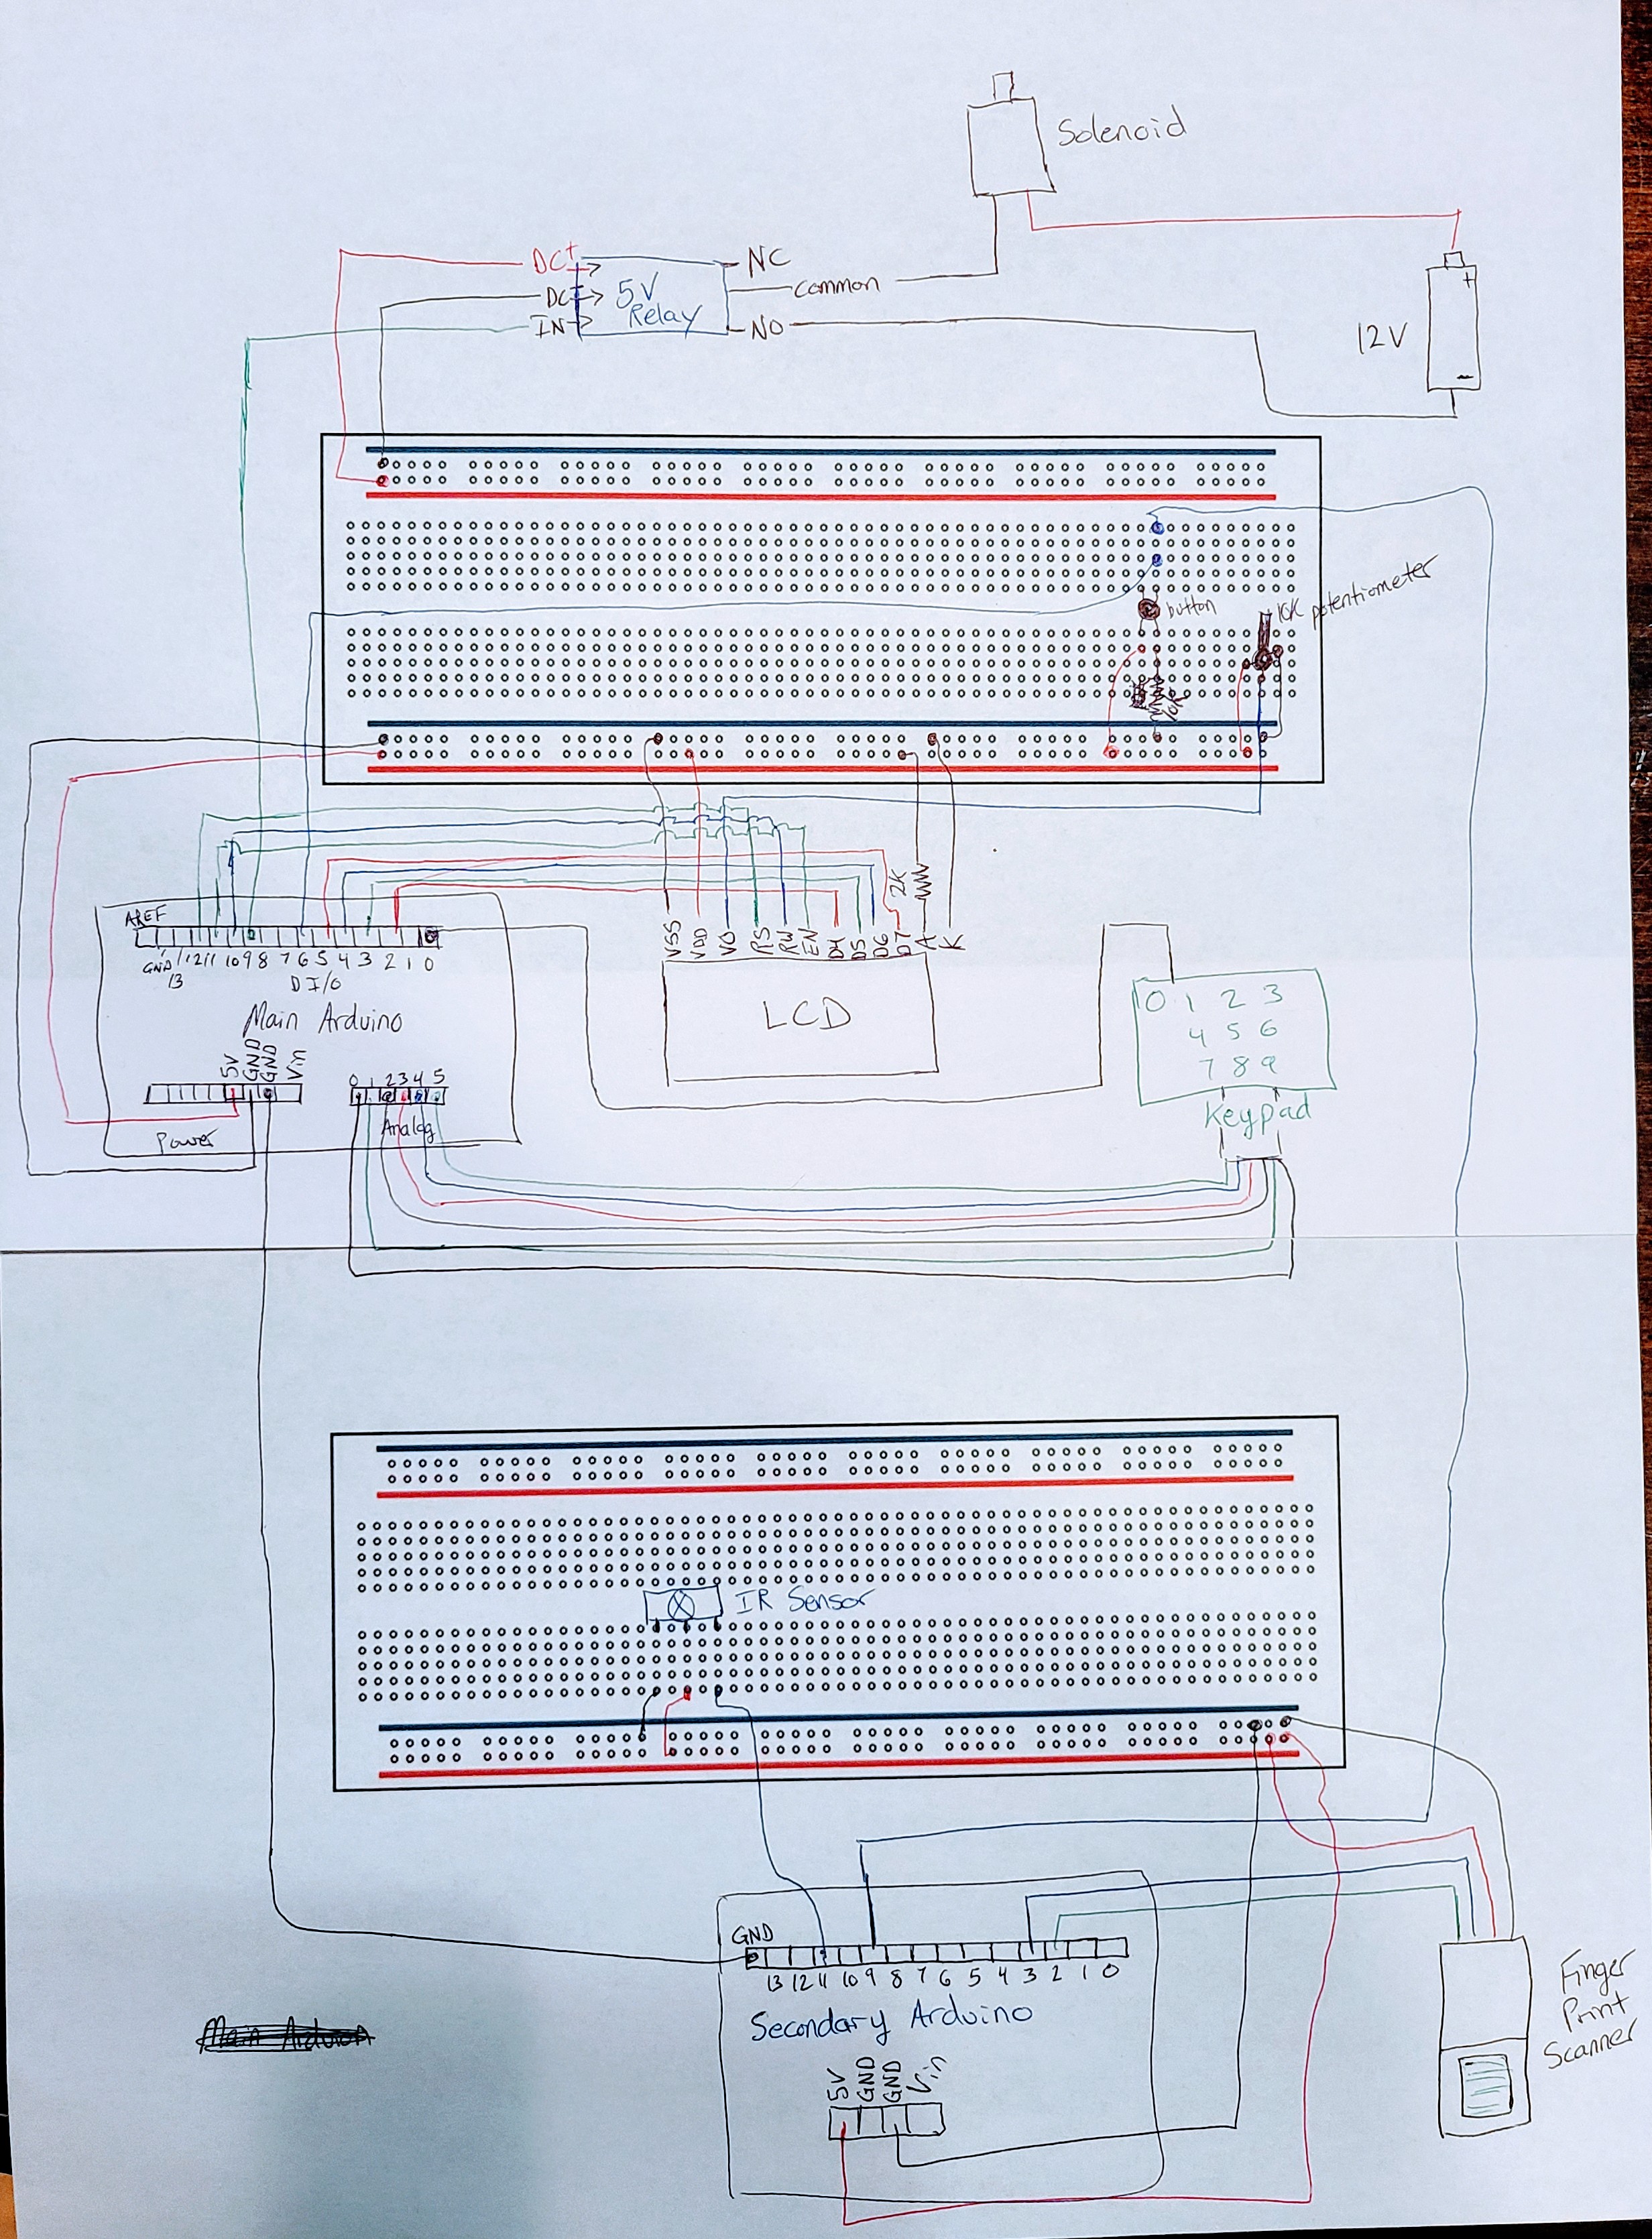 Solenoid
DC+
NC
DC-
5V
Common
Relay
IN
NO
+
12V
-
button
10K potentiometer
10K
2K
AREF
VSS
VDD
VO
RS
RW
EN
D4
D5
D6
D7
A
K
GND
13
12
11
10 9 8 7 6 5 4 3 2 1 0
D I/O
Main Arduino
LCD
0 1 2 3
4 5 6
7 8 9
Keypad
5V
GND
GND
Vin
0 1 2 3 4 5
Power
Analog
IR Sensor
GND
13 12 11 10 9 8 7 6 5 4 3 2 1 0
Secondary Arduino
5V
GND
GND
Vin
Finger
Print
Scanner